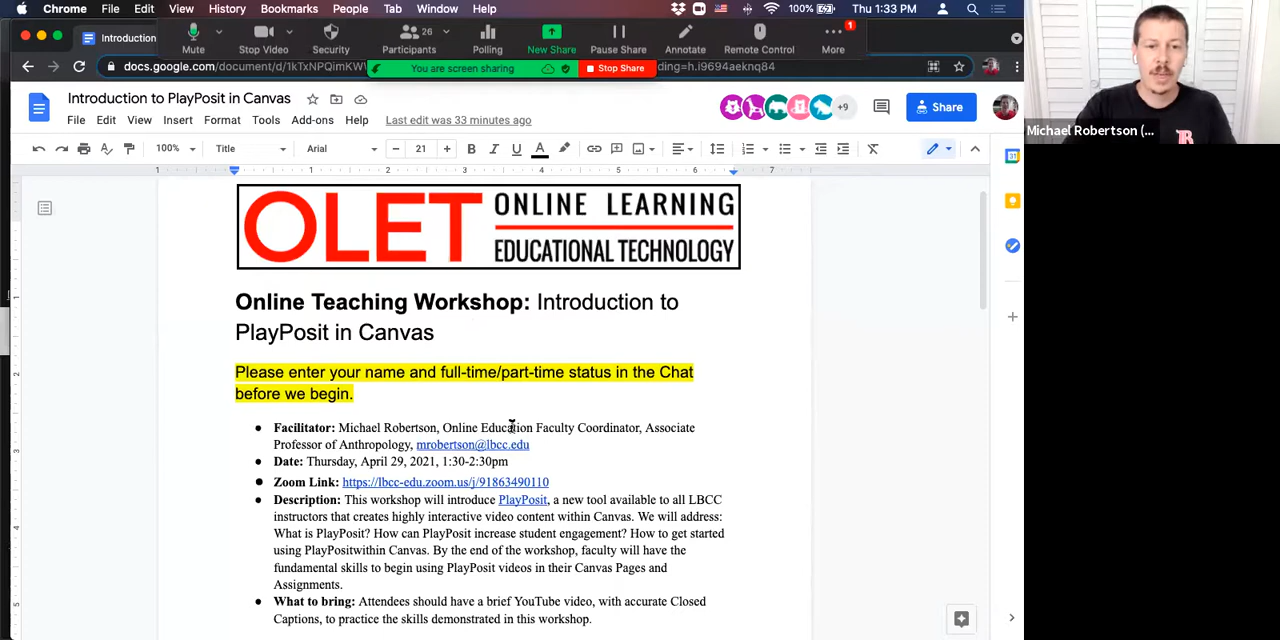 Chrome File Edit View History Bookmarks People Tab Window Help 100% Thu 1:33 PM
Introduction
Mute Stop Video Security Participants 26 Polling New Share Pause Share Annotate Remote Control More 1
docs.google.com/document/d/1kTxNPQimKW
You are screen sharing Stop Share
ding=h.i9694aeknq84
Introduction to PlayPosit in Canvas
+9 Share
File Edit View Insert Format Tools Add-ons Help Last edit was 33 minutes ago
100% Title Arial 21 B I U A
1 1 2 3 4 5 6 7
OLET ONLINE LEARNING
EDUCATIONAL TECHNOLOGY
Online Teaching Workshop: Introduction to
PlayPosit in Canvas
Please enter your name and full-time/part-time status in the Chat
before we begin.
Facilitator: Michael Robertson, Online Education Faculty Coordinator, Associate
Professor of Anthropology, mrobertson@lbcc.edu
Date: Thursday, April 29, 2021, 1:30-2:30pm
Zoom Link: https://lbcc-edu.zoom.us/j/91863490110
Description: This workshop will introduce PlayPosit, a new tool available to all LBCC
instructors that creates highly interactive video content within Canvas. We will address:
What is PlayPosit? How can PlayPosit increase student engagement? How to get started
using PlayPositwithin Canvas. By the end of the workshop, faculty will have the
fundamental skills to begin using PlayPosit videos in their Canvas Pages and
Assignments.
What to bring: Attendees should have a brief YouTube video, with accurate Closed
Captions, to practice the skills demonstrated in this workshop.
Michael Robertson (...